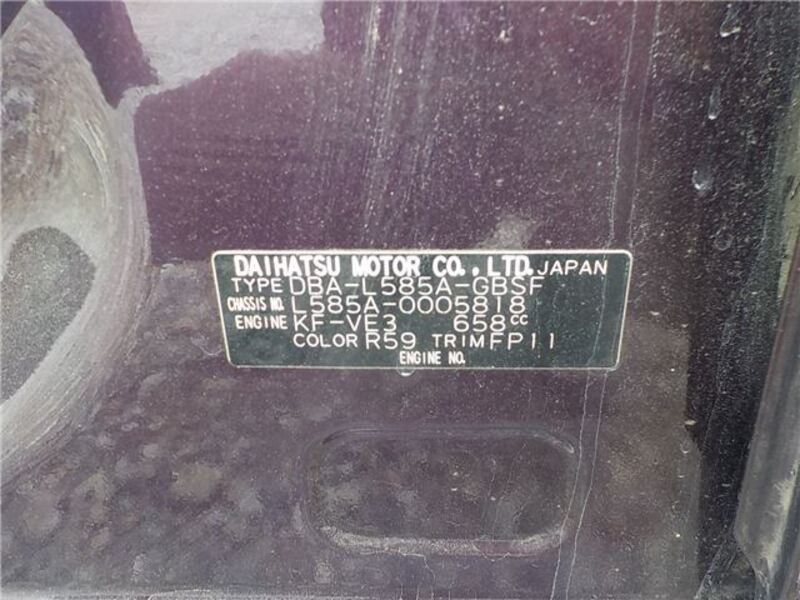 DAIHATSU MOTOR CO.,LTD. JAPAN
TYPE DBA-L585A-GBSF
CHASSIS NO. L585A-0005818
ENGINE KF-VE3 658cc
COLOR R59 TRIM FP11
ENGINE NO.